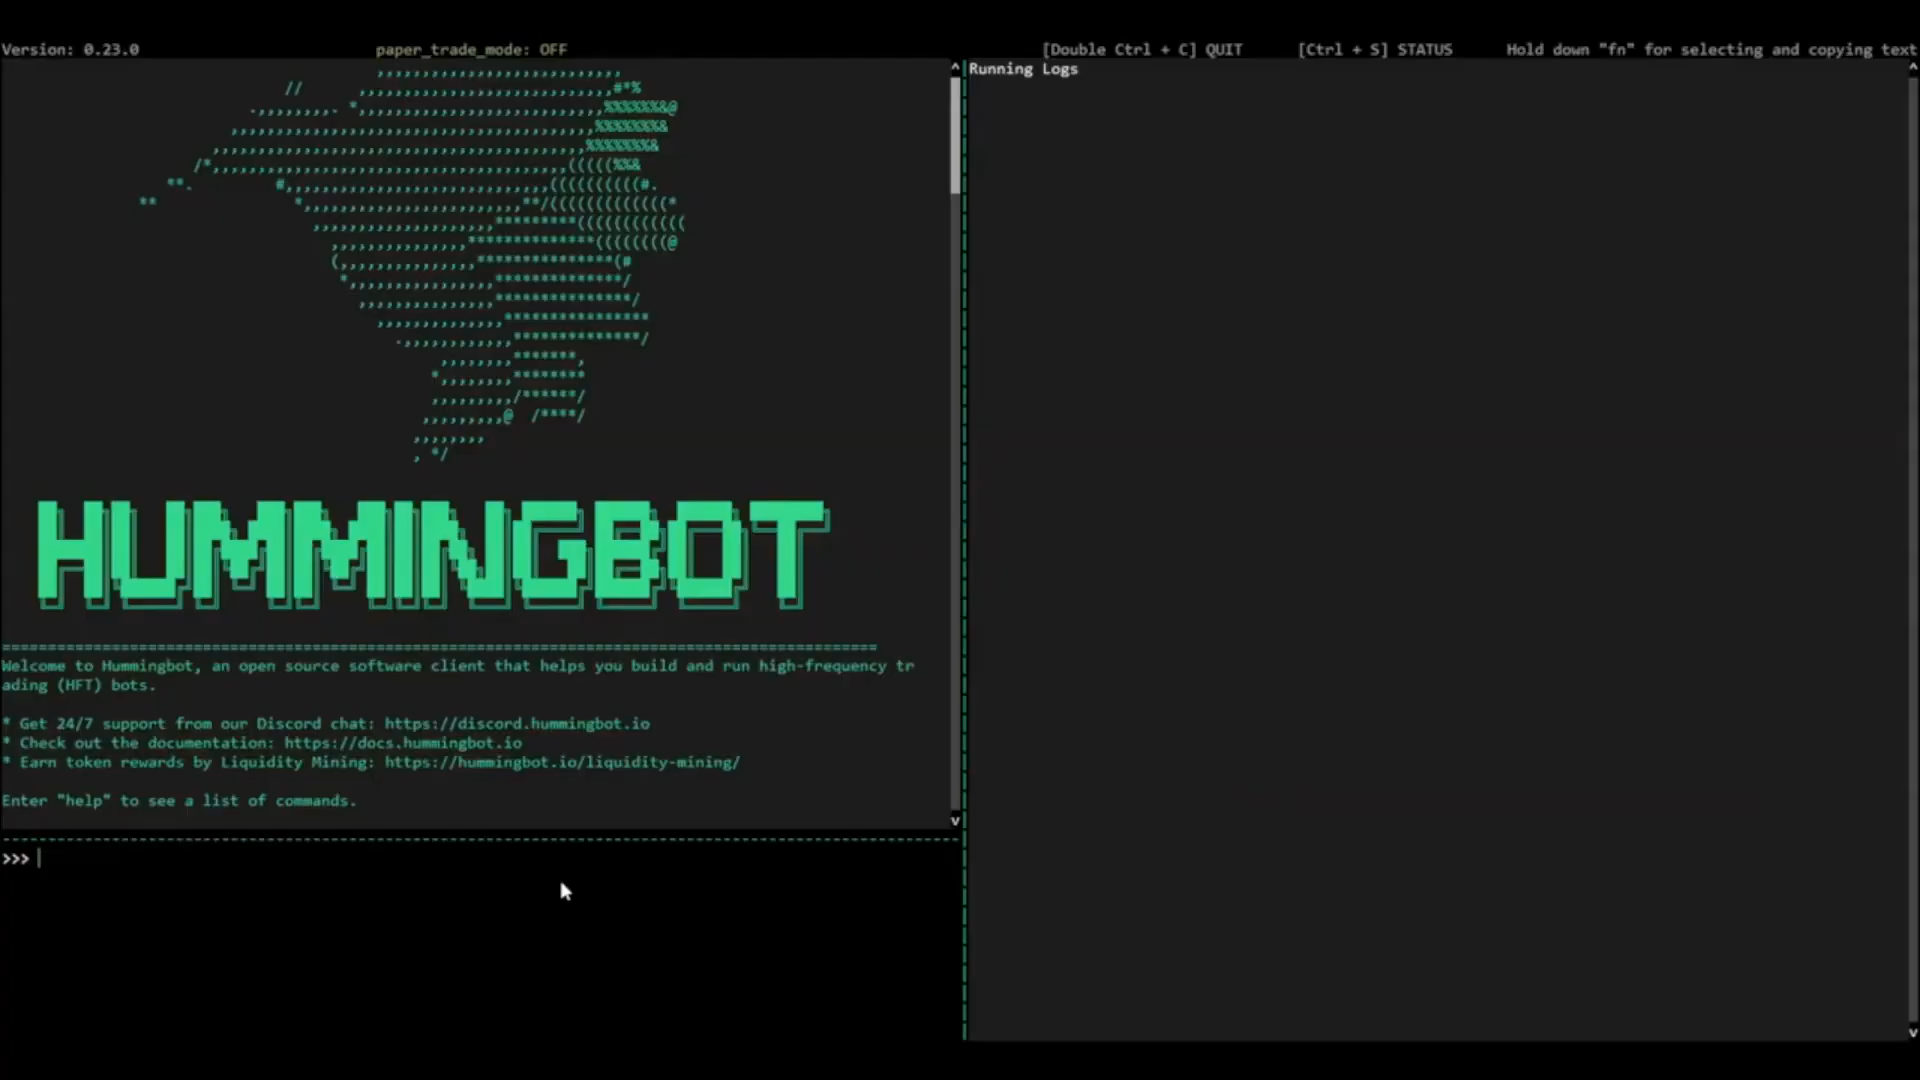 Version: 0.23.0 paper_trade_mode: OFF [Double Ctrl + C] QUIT [Ctrl + S] STATUS Hold down "fn" for selecting and copying text
Running Logs
HUMMINGBOT
Welcome to Hummingbot, an open source software client that helps you build and run high-frequency tr
ading (HFT) bots.
* Get 24/7 support from our Discord chat: https://discord.hummingbot.io
* Check out the documentation: https://docs.hummingbot.io
* Earn token rewards by Liquidity Mining: https://hummingbot.io/liquidity-mining/
Enter "help" to see a list of commands.
>>>